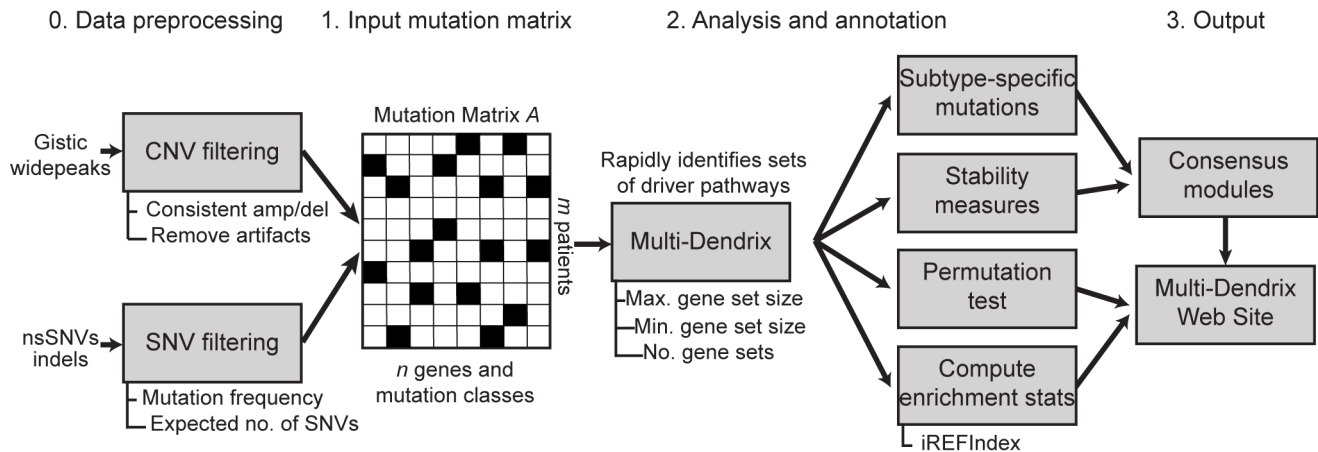 0. Data preprocessing
1. Input mutation matrix
2. Analysis and annotation
3. Output
Gistic
widepeaks
CNV filtering
Consistent amp/del
Remove artifacts
nsSNVs
indels
SNV filtering
Mutation frequency
Expected no. of SNVs
Mutation Matrix A
m patients
n genes and
mutation classes
Rapidly identifies sets
of driver pathways
Multi-Dendrix
Max. gene set size
Min. gene set size
No. gene sets
Subtype-specific
mutations
Stability
measures
Permutation
test
Compute
enrichment stats
iREFIndex
Consensus
modules
Multi-Dendrix
Web Site